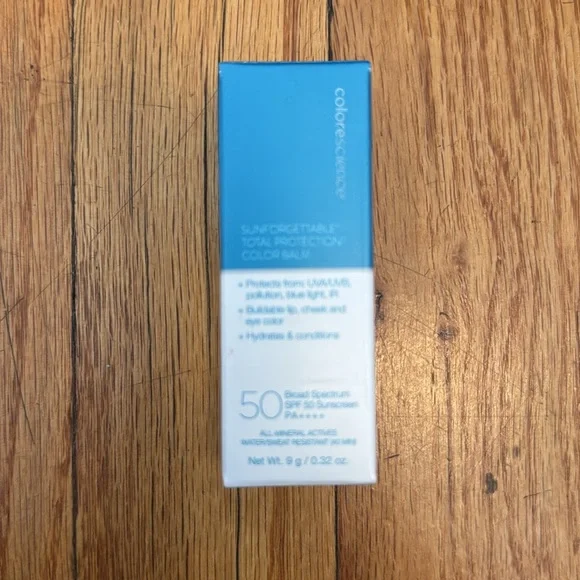 colorescience®
SUNFORGETTABLE™
TOTAL PROTECTION™
COLOR BALM
• Protects from: UVA/UVB,
pollution, blue light, IR
• Buildable lip, cheek and
eye color
• Hydrates & conditions
50
Broad Spectrum
SPF 50 Sunscreen
PA++++
ALL MINERAL ACTIVES
WATER/SWEAT RESISTANT (40 MIN)
Net Wt. 9 g / 0.32 oz.